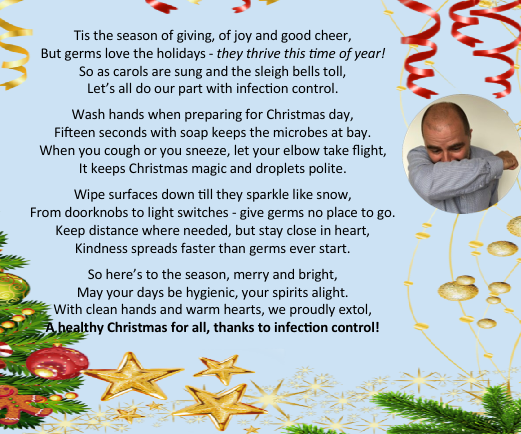 Tis the season of giving, of joy and good cheer,
But germs love the holidays - they thrive this time of year!
So as carols are sung and the sleigh bells toll,
Let's all do our part with infection control.
Wash hands when preparing for Christmas day,
Fifteen seconds with soap keeps the microbes at bay.
When you cough or you sneeze, let your elbow take flight,
It keeps Christmas magic and droplets polite.
Wipe surfaces down till they sparkle like snow,
From doorknobs to light switches - give germs no place to go.
Keep distance where needed, but stay close in heart,
Kindness spreads faster than germs ever start.
So here's to the season, merry and bright,
May your days be hygienic, your spirits alight.
With clean hands and warm hearts, we proudly extol,
A healthy Christmas for all, thanks to infection control!